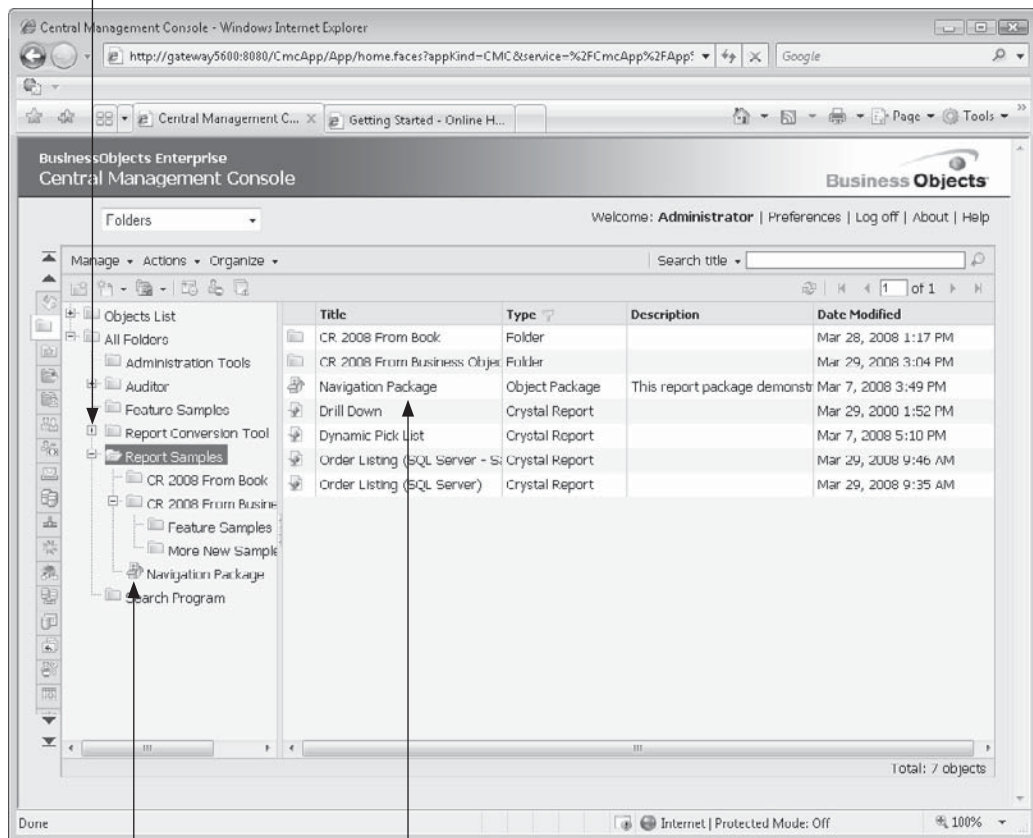 Central Management Console - Windows Internet Explorer
http://gateway5600:8080/CmcApp/App/home.faces?appKind=CMC&service=%2FCmcApp%2FApp
Google
Central Management C...
Getting Started - Online H...
Page
Tools
BusinessObjects Enterprise
Central Management Console
Business Objects
Folders
Welcome: Administrator | Preferences | Log off | About | Help
Manage Actions Organize
Search title
1 of 1
Objects List
All Folders
Administration Tools
Auditor
Feature Samples
Report Conversion Tool
Report Samples
CR 2008 From Book
CR 2008 From Busine
Feature Samples
More New Sample
Navigation Package
Search Program
Title Type Description Date Modified
CR 2008 From Book Folder Mar 28, 2008 1:17 PM
CR 2008 From Business Objec Folder Mar 29, 2008 3:04 PM
Navigation Package Object Package This report package demonstr Mar 7, 2008 3:49 PM
Drill Down Crystal Report Mar 29, 2008 1:52 PM
Dynamic Pick List Crystal Report Mar 7, 2008 5:10 PM
Order Listing (SQL Server - Sa Crystal Report Mar 29, 2008 9:46 AM
Order Listing (SQL Server) Crystal Report Mar 29, 2008 9:35 AM
Total: 7 objects
Done
Internet | Protected Mode: Off
100%